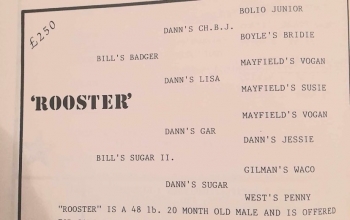 £250
BOLIO JUNIOR
DANN'S CH.B.J.
BOYLE'S BRIDIE
BILL'S BADGER
MAYFIELD'S VOGAN
DANN'S LISA
MAYFIELD'S SUSIE
'ROOSTER'
MAYFIELD'S VOGAN
DANN'S GAR
DANN'S JESSIE
BILL'S SUGAR II.
GILMAN'S WACO
DANN'S SUGAR
WEST'S PENNY
"ROOSTER" IS A 48 lb. 20 MONTH OLD MALE AND IS OFFERED